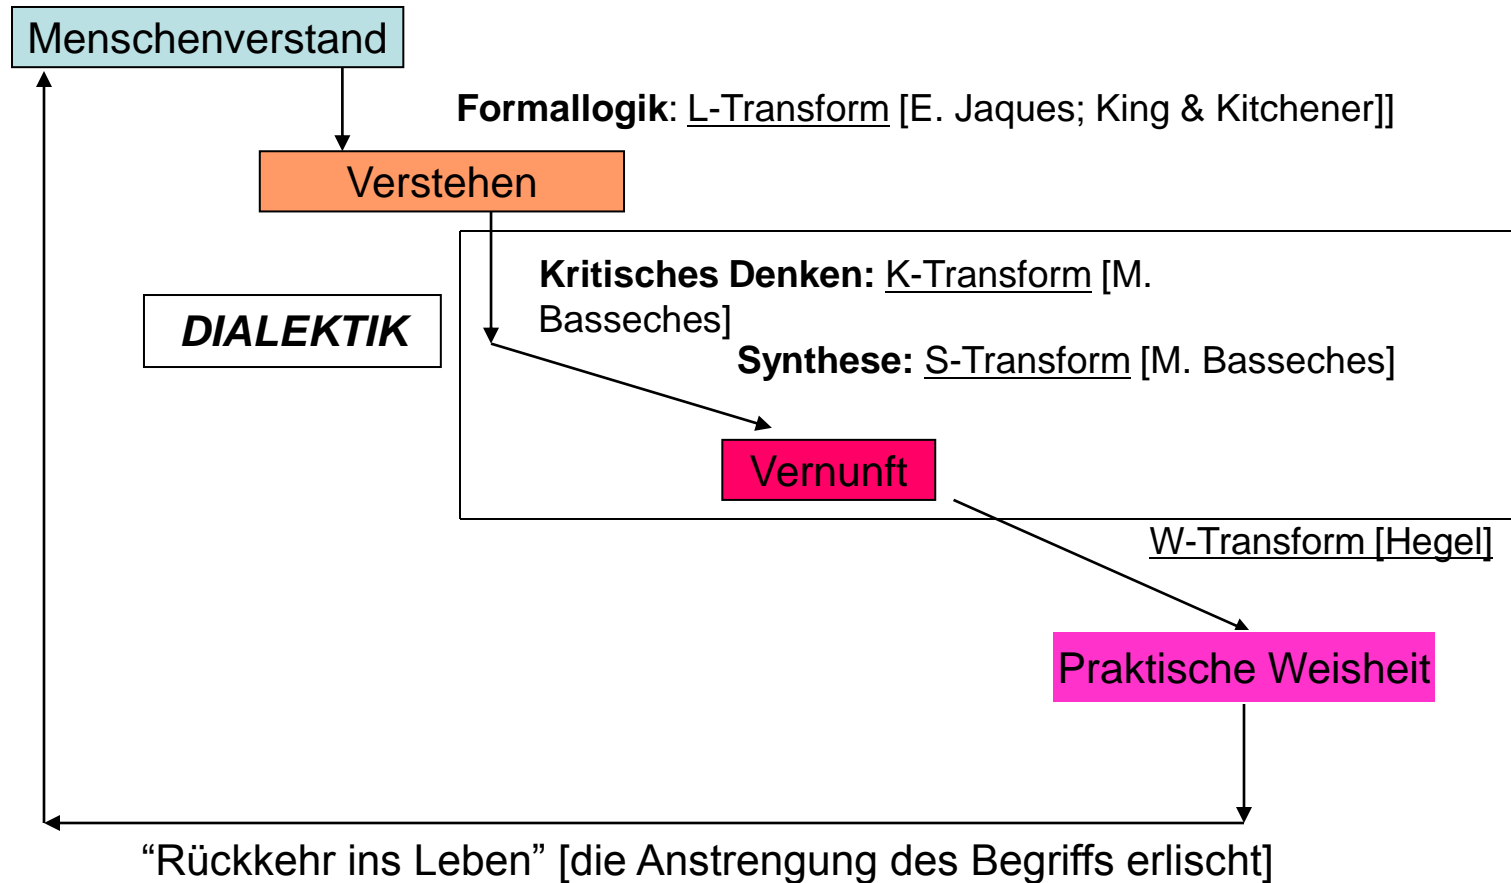 Menschenverstand
Formallogik: L-Transform [E. Jaques; King & Kitchener]]
Verstehen
Kritisches Denken: K-Transform [M.
Basseches]
DIALEKTIK
Synthese: S-Transform [M. Basseches]
Vernunft
W-Transform [Hegel]
Praktische Weisheit
“Rückkehr ins Leben” [die Anstrengung des Begriffs erlischt]